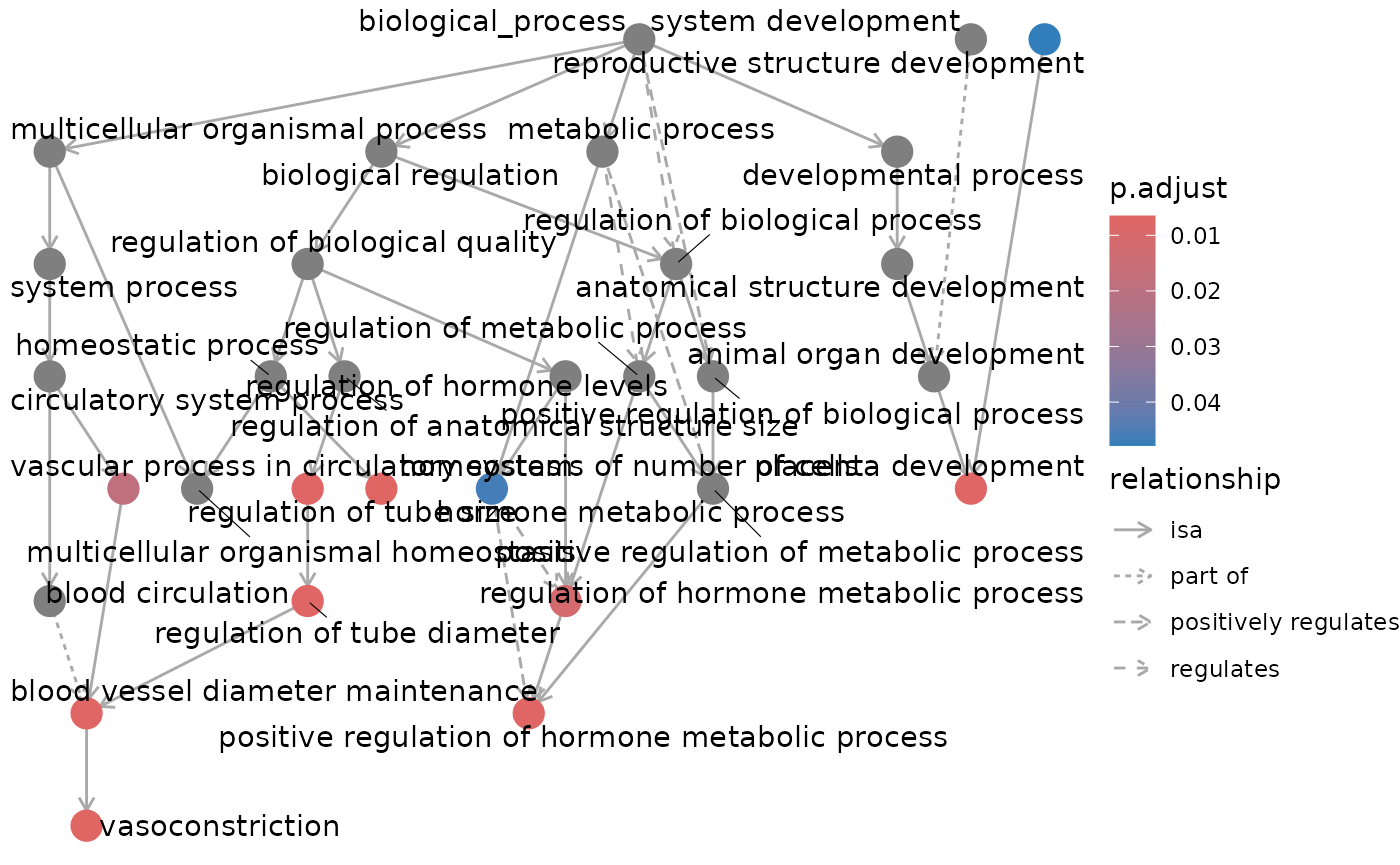 biological_process
system development
reproductive structure development
multicellular organismal process
metabolic process
biological regulation
developmental process
regulation of biological process
regulation of biological quality
system process
anatomical structure development
regulation of metabolic process
homeostatic process
animal organ development
regulation of hormone levels
circulatory system process
positive regulation of biological process
regulation of anatomical structure size
vascular process in circulatory system
homeostasis of number of cells
placenta development
regulation of tube size
hormone metabolic process
multicellular organismal homeostasis
positive regulation of metabolic process
blood circulation
regulation of hormone metabolic process
regulation of tube diameter
blood vessel diameter maintenance
positive regulation of hormone metabolic process
vasoconstriction
p.adjust
0.01
0.02
0.03
0.04
relationship
isa
part of
positively regulates
regulates